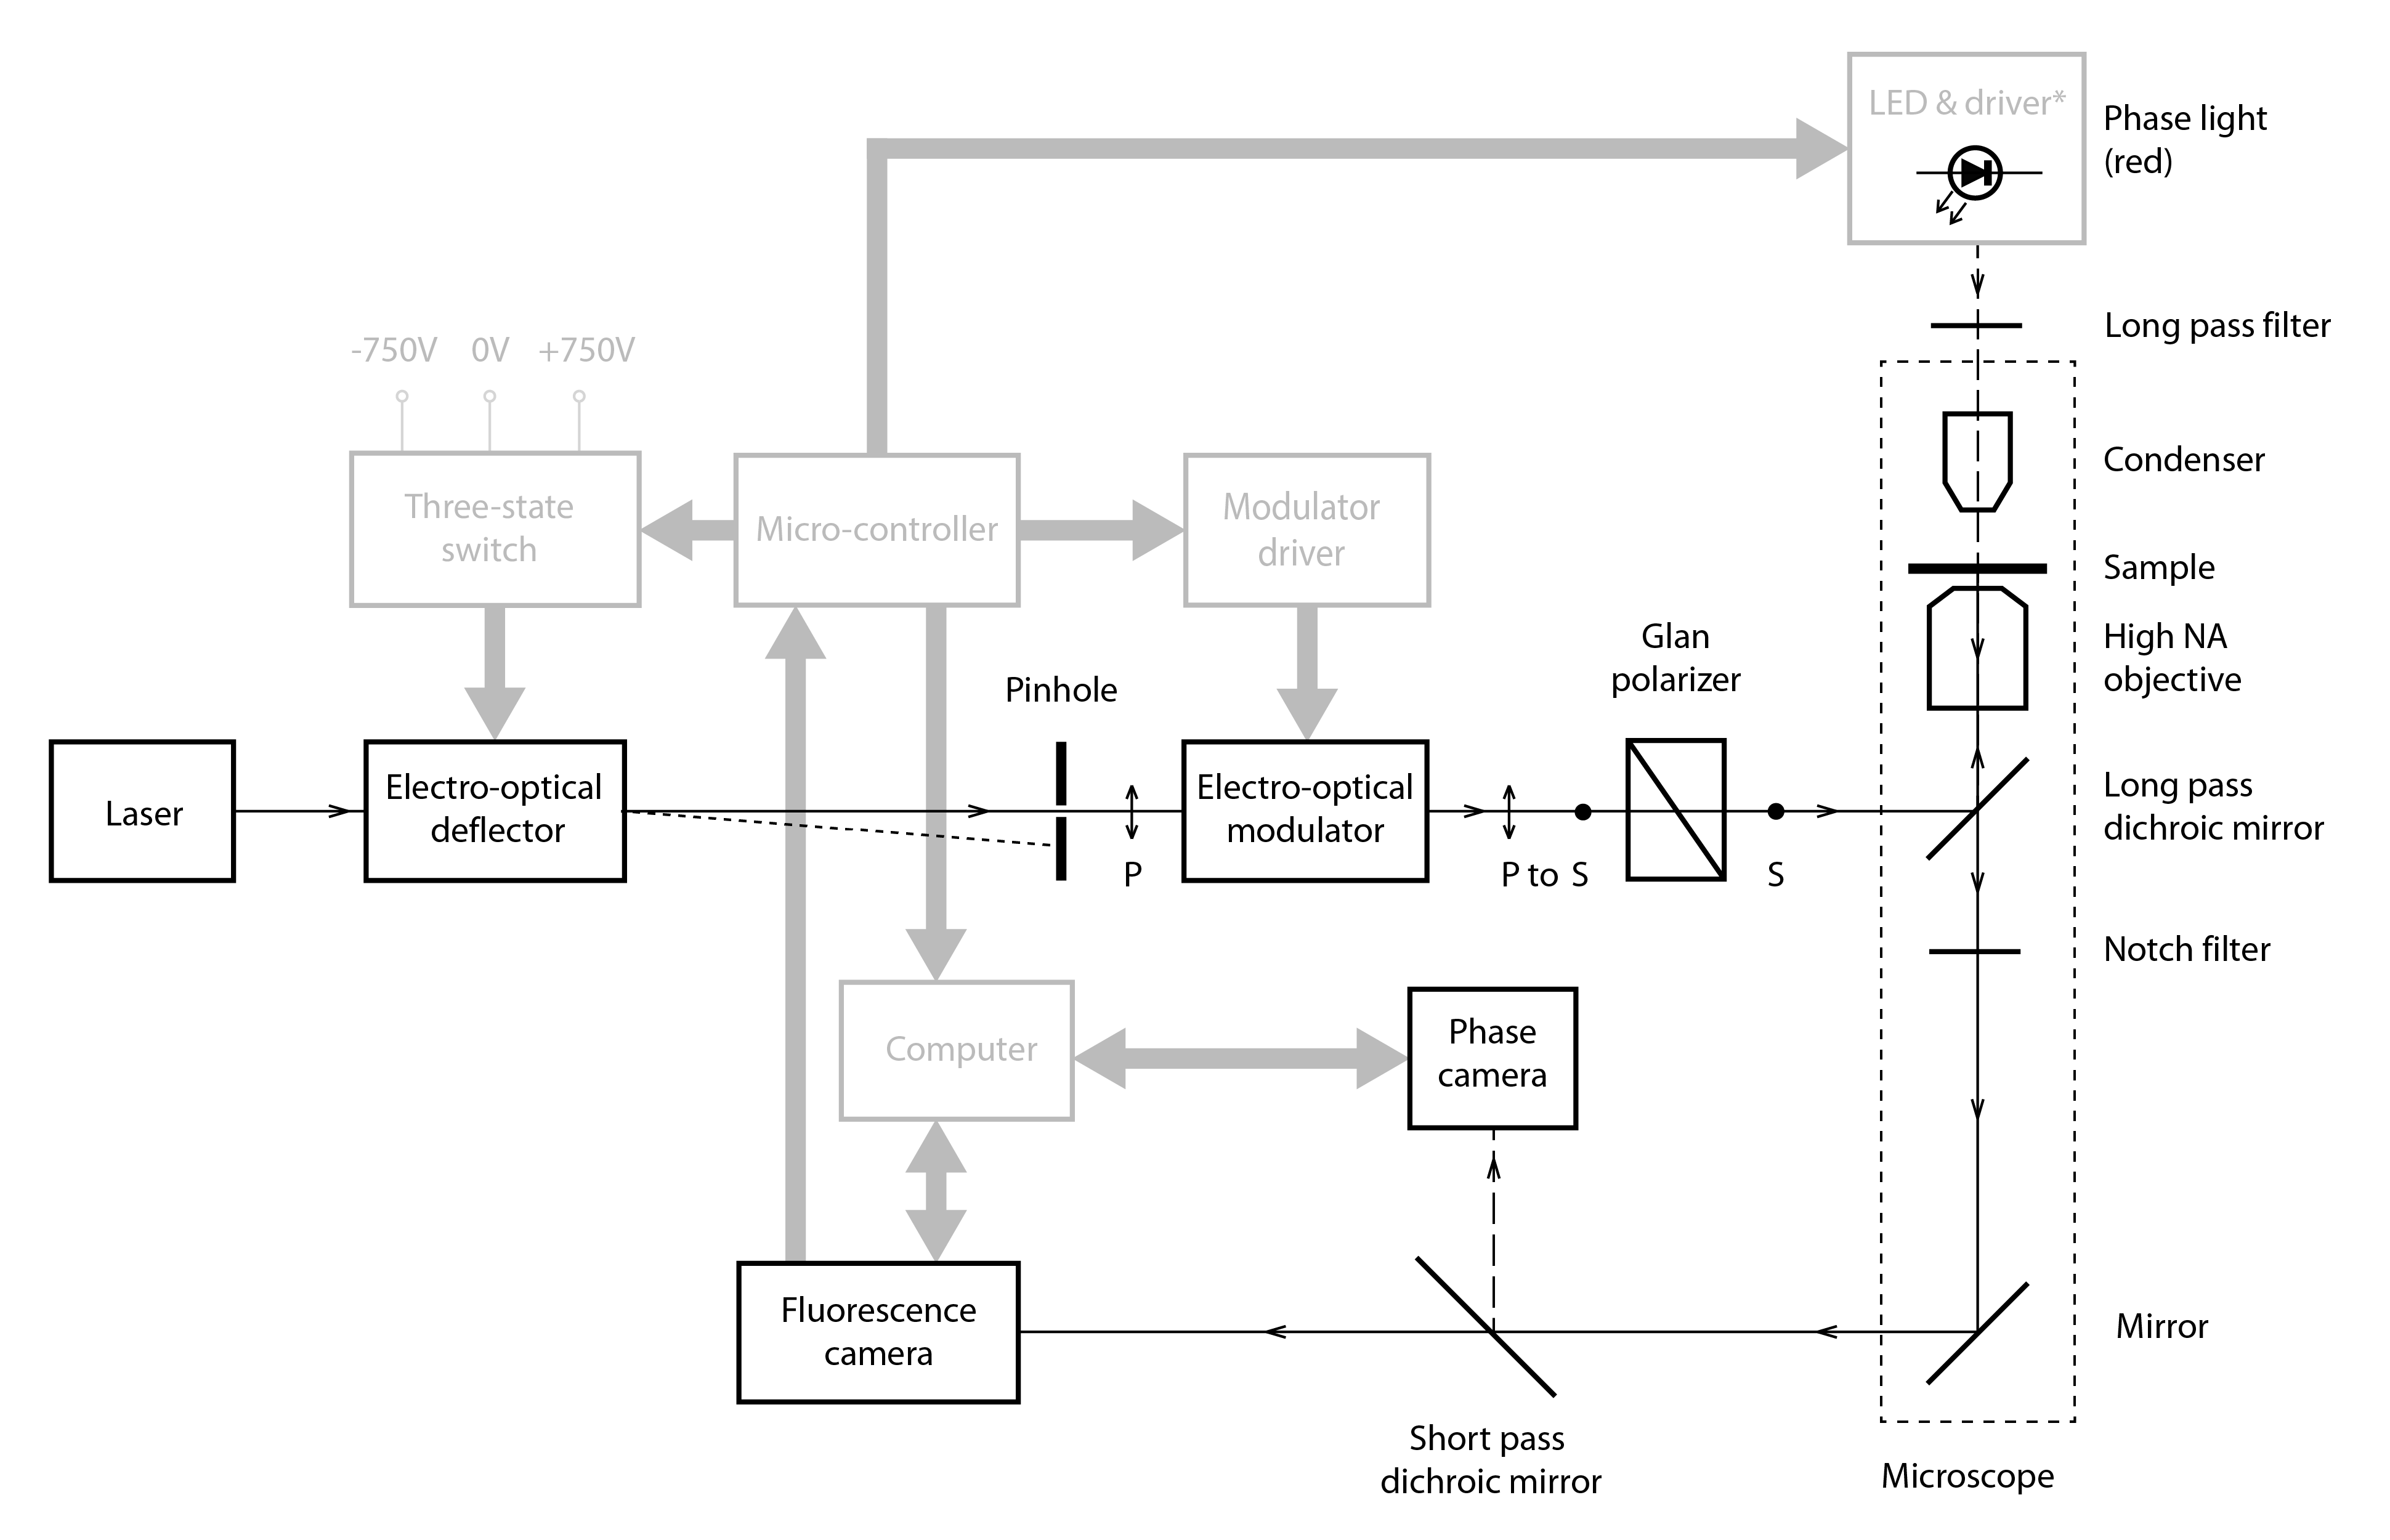 LED & driver*
Phase light
(red)
Long pass filter
-750V 0V +750V
Condenser
Three-state
switch
Micro-controller
Modulator
driver
Sample
High NA
objective
Glan
polarizer
Pinhole
Laser
Electro-optical
deflector
P
Electro-optical
modulator
P to S
S
Long pass
dichroic mirror
Notch filter
Computer
Phase
camera
Fluorescence
camera
Mirror
Short pass
dichroic mirror
Microscope